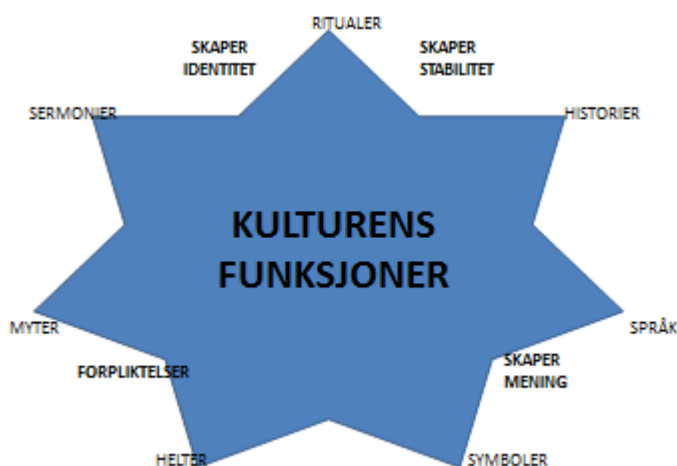 RITUALER
SKAPER
IDENTITET
SKAPER
STABILITET
SERMONIER
HISTORIER
KULTURENS
FUNKSJONER
MYTER
SPRÅK
FORPLIKTELSER
SKAPER
MENING
HELTER
SYMBOLER